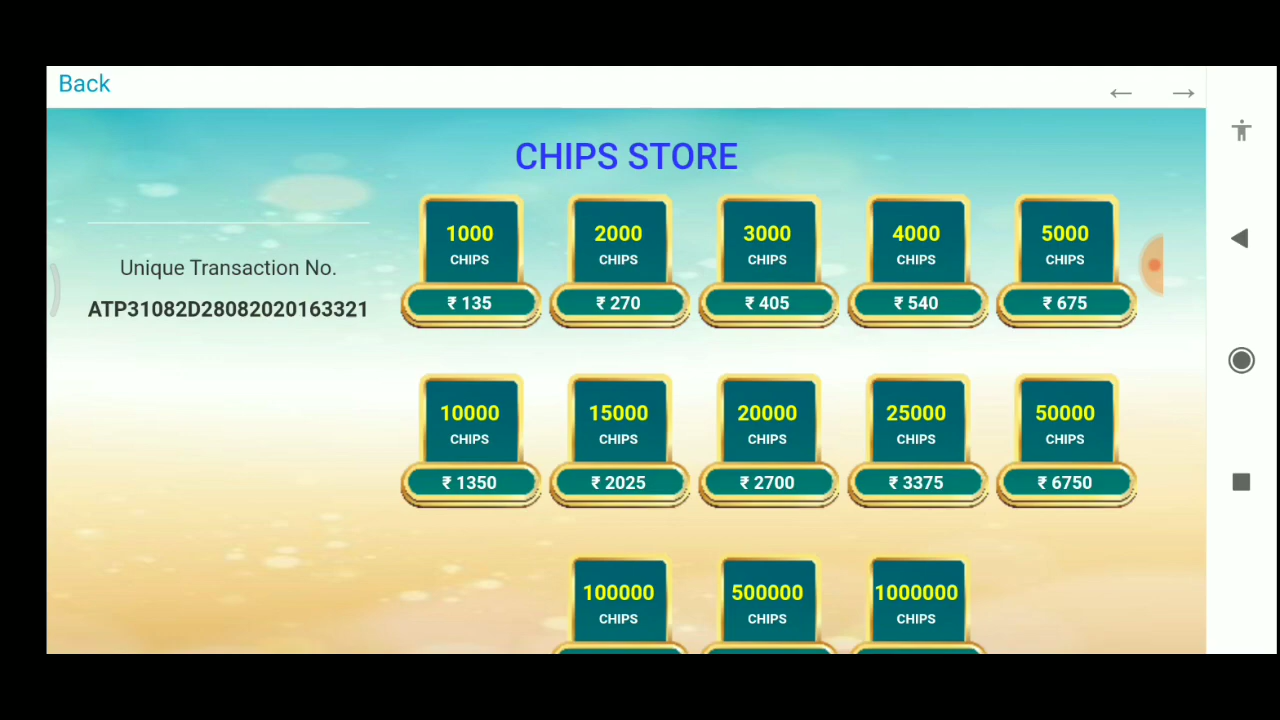 Back
← →
CHIPS STORE
Unique Transaction No.
ATP31082D28082020163321
1000
CHIPS
₹ 135
2000
CHIPS
₹ 270
3000
CHIPS
₹ 405
4000
CHIPS
₹ 540
5000
CHIPS
₹ 675
10000
CHIPS
₹ 1350
15000
CHIPS
₹ 2025
20000
CHIPS
₹ 2700
25000
CHIPS
₹ 3375
50000
CHIPS
₹ 6750
100000
CHIPS
500000
CHIPS
1000000
CHIPS